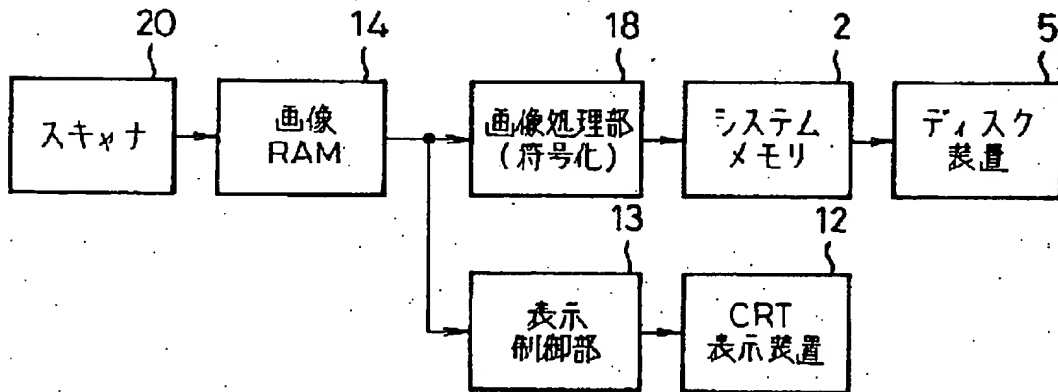 20
14
18
2
5
スキャナ
画像
RAM
画像処理部
(符号化)
システム
メモリ
ディスク
装置
13
12
表示
制御部
CRT
表示装置